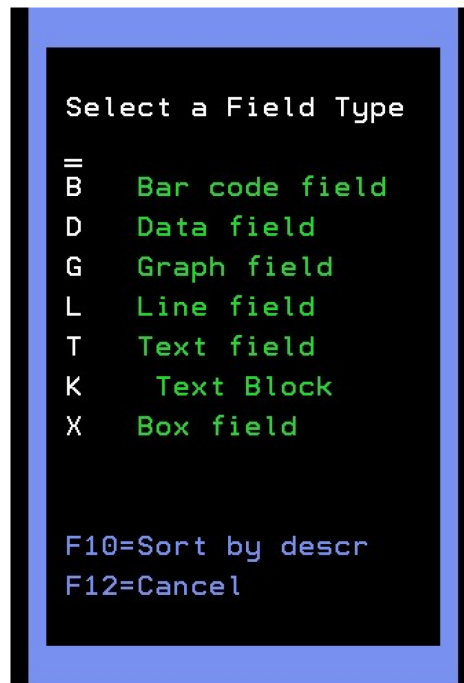 Select a Field Type
B Bar code field
D Data field
G Graph field
L Line field
T Text field
K Text Block
X Box field
F10=Sort by descr
F12=Cancel